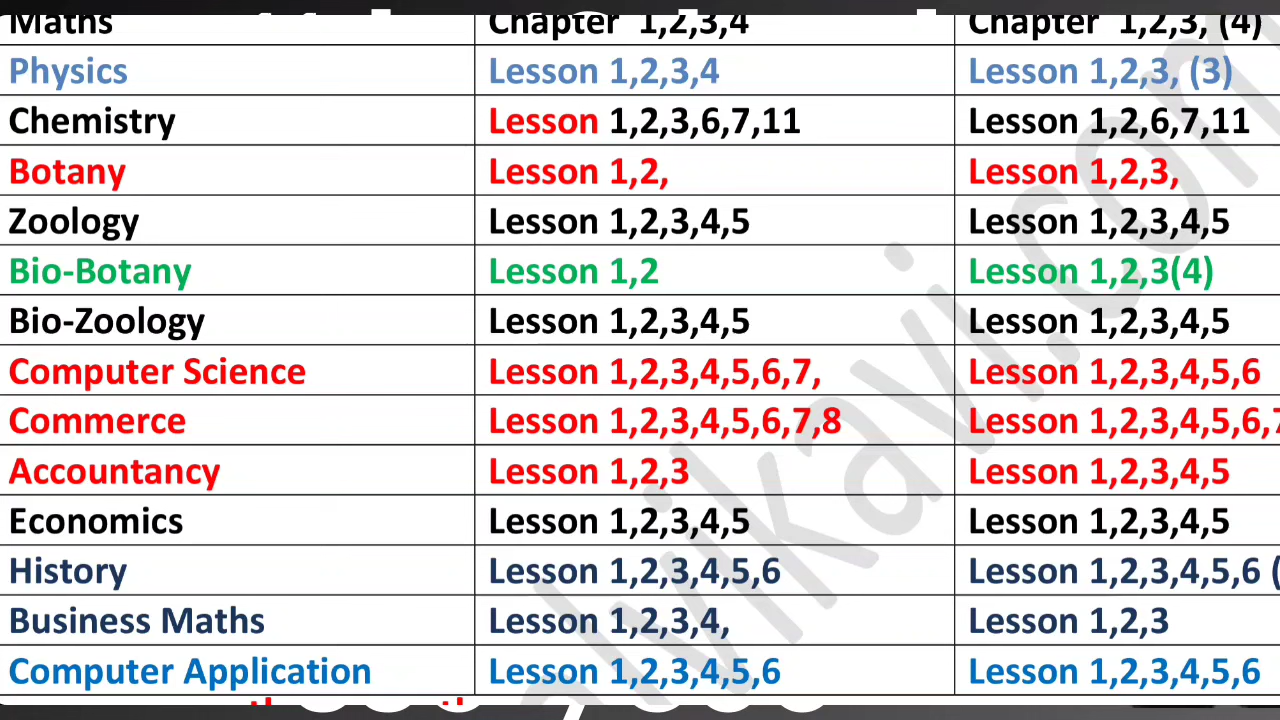 Maths Chapter 1,2,3,4 Chapter 1,2,3, (4)
Physics Lesson 1,2,3,4 Lesson 1,2,3, (3)
Chemistry Lesson 1,2,3,6,7,11 Lesson 1,2,6,7,11
Botany Lesson 1,2, Lesson 1,2,3,
Zoology Lesson 1,2,3,4,5 Lesson 1,2,3,4,5
Bio-Botany Lesson 1,2 Lesson 1,2,3(4)
Bio-Zoology Lesson 1,2,3,4,5 Lesson 1,2,3,4,5
Computer Science Lesson 1,2,3,4,5,6,7, Lesson 1,2,3,4,5,6
Commerce Lesson 1,2,3,4,5,6,7,8 Lesson 1,2,3,4,5,6,7
Accountancy Lesson 1,2,3 Lesson 1,2,3,4,5
Economics Lesson 1,2,3,4,5 Lesson 1,2,3,4,5
History Lesson 1,2,3,4,5,6 Lesson 1,2,3,4,5,6 (
Business Maths Lesson 1,2,3,4, Lesson 1,2,3
Computer Application Lesson 1,2,3,4,5,6 Lesson 1,2,3,4,5,6
alvikavi.com